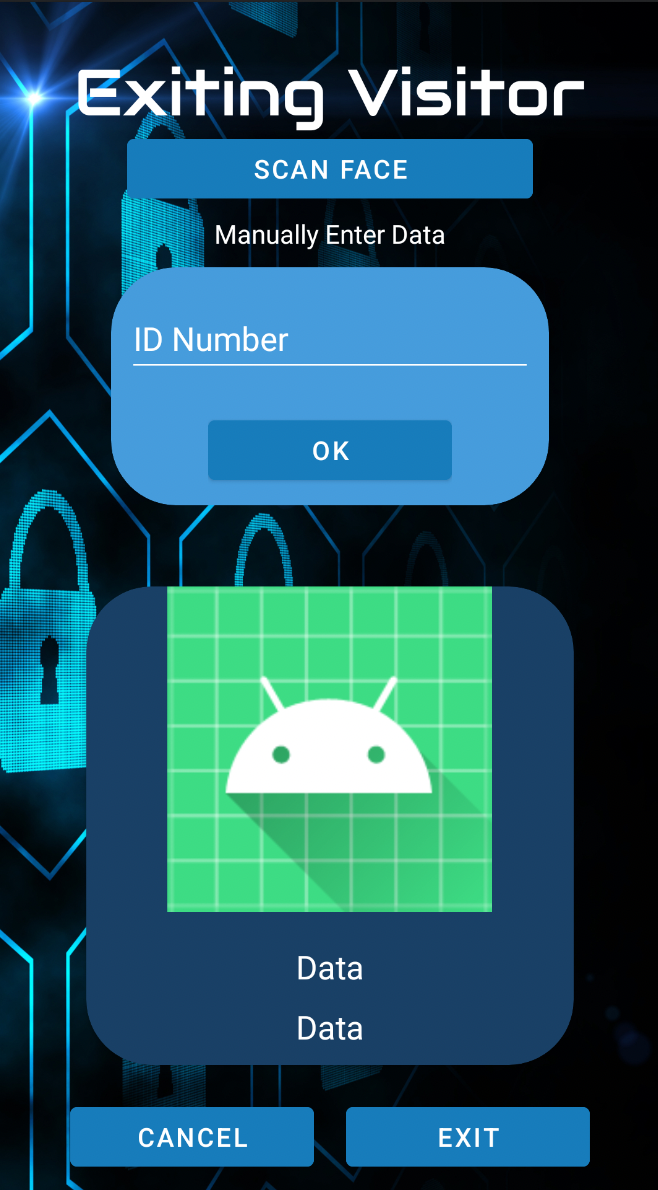 Exiting Visitor
SCAN FACE
Manually Enter Data
ID Number
OK
Data
Data
CANCEL EXIT